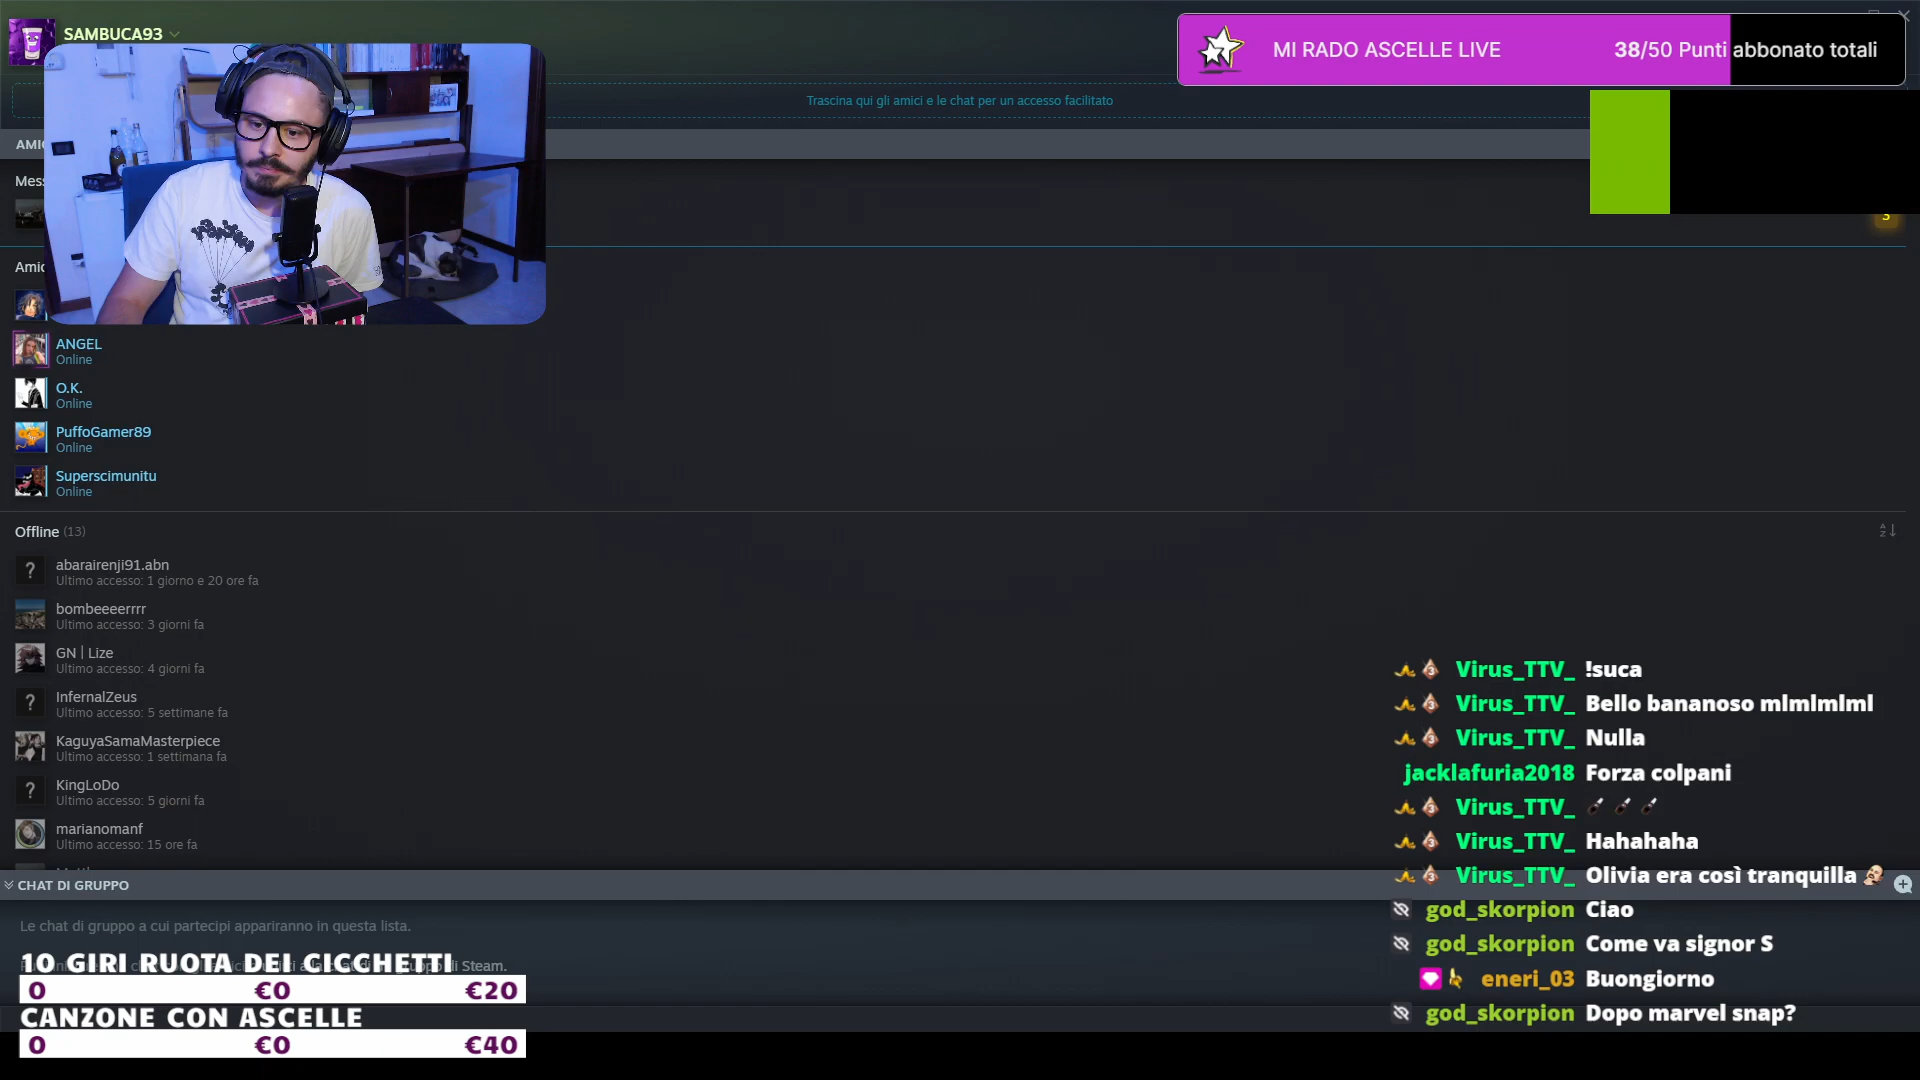 SAMBUCA93
MI RADO ASCELLE LIVE
38/50 Punti abbonato totali
Trascina qui gli amici e le chat per un accesso facilitato
AMI
Mess
3
Amic
ANGEL
Online
O.K.
Online
PuffoGamer89
Online
Superscimunitu
Online
Offline (13)
abarairenji91.abn
Ultimo accesso: 1 giorno e 20 ore fa
bombeeeerrrr
Ultimo accesso: 3 giorni fa
GN | Lize
Ultimo accesso: 4 giorni fa
InfernalZeus
Ultimo accesso: 5 settimane fa
KaguyaSamaMasterpiece
Ultimo accesso: 1 settimana fa
KingLoDo
Ultimo accesso: 5 giorni fa
marianomanf
Ultimo accesso: 15 ore fa
CHAT DI GRUPPO
Le chat di gruppo a cui partecipi appariranno in questa lista.
di Steam.
10 GIRI RUOTA DEI CICCHETTI
0 €0 €20
CANZONE CON ASCELLE
0 €0 €40
Virus_TTV_ !suca
Virus_TTV_ Bello bananoso mlmlmlml
Virus_TTV_ Nulla
jacklafuria2018 Forza colpani
Virus_TTV_
Virus_TTV_ Hahahaha
Virus_TTV_ Olivia era così tranquilla
god_skorpion Ciao
god_skorpion Come va signor S
eneri_03 Buongiorno
god_skorpion Dopo marvel snap?